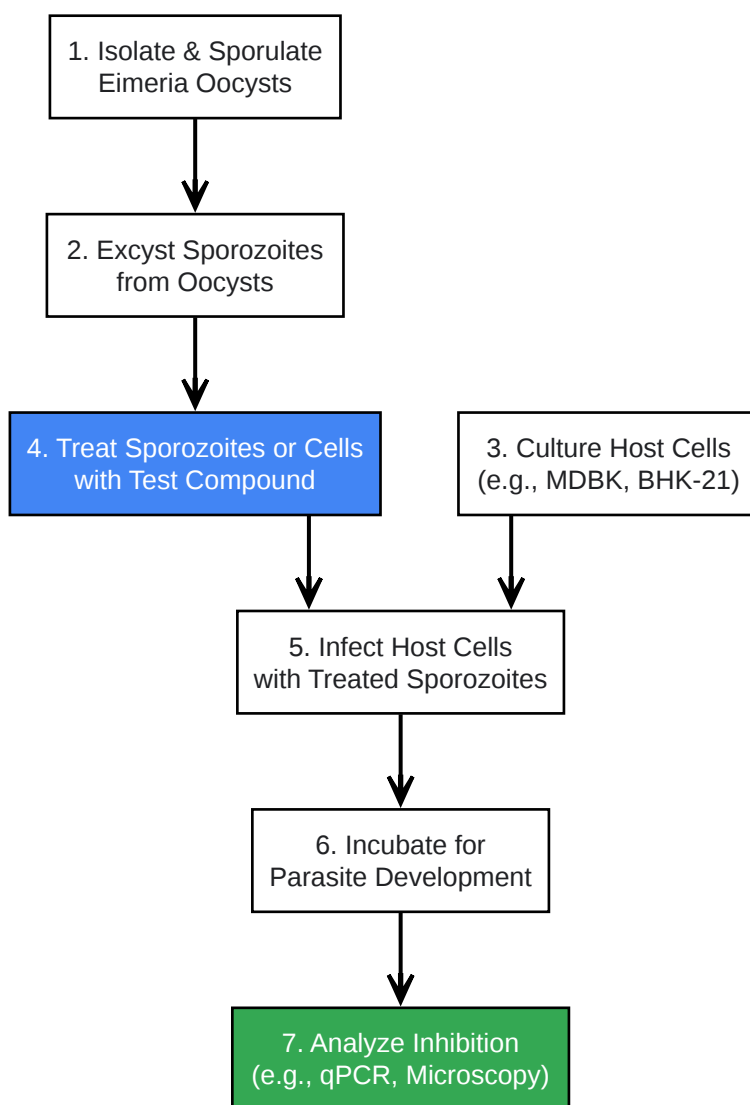 1. Isolate & Sporulate
Eimeria Oocysts
2. Excyst Sporozoites
from Oocysts
4. Treat Sporozoites or Cells
with Test Compound
3. Culture Host Cells
(e.g., MDBK, BHK-21)
5. Infect Host Cells
with Treated Sporozoites
6. Incubate for
Parasite Development
7. Analyze Inhibition
(e.g., qPCR, Microscopy)